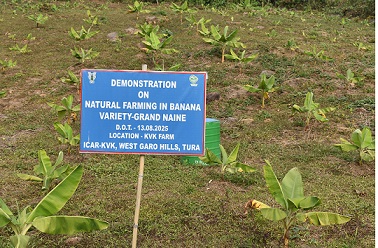 DEMONSTRATION
ON
NATURAL FARMING IN BANANA
VARIETY-GRAND NAINE
D.O.T. - 13.08.2025
LOCATION - KVK FARM
ICAR-KVK, WEST GARO HILLS, TURA